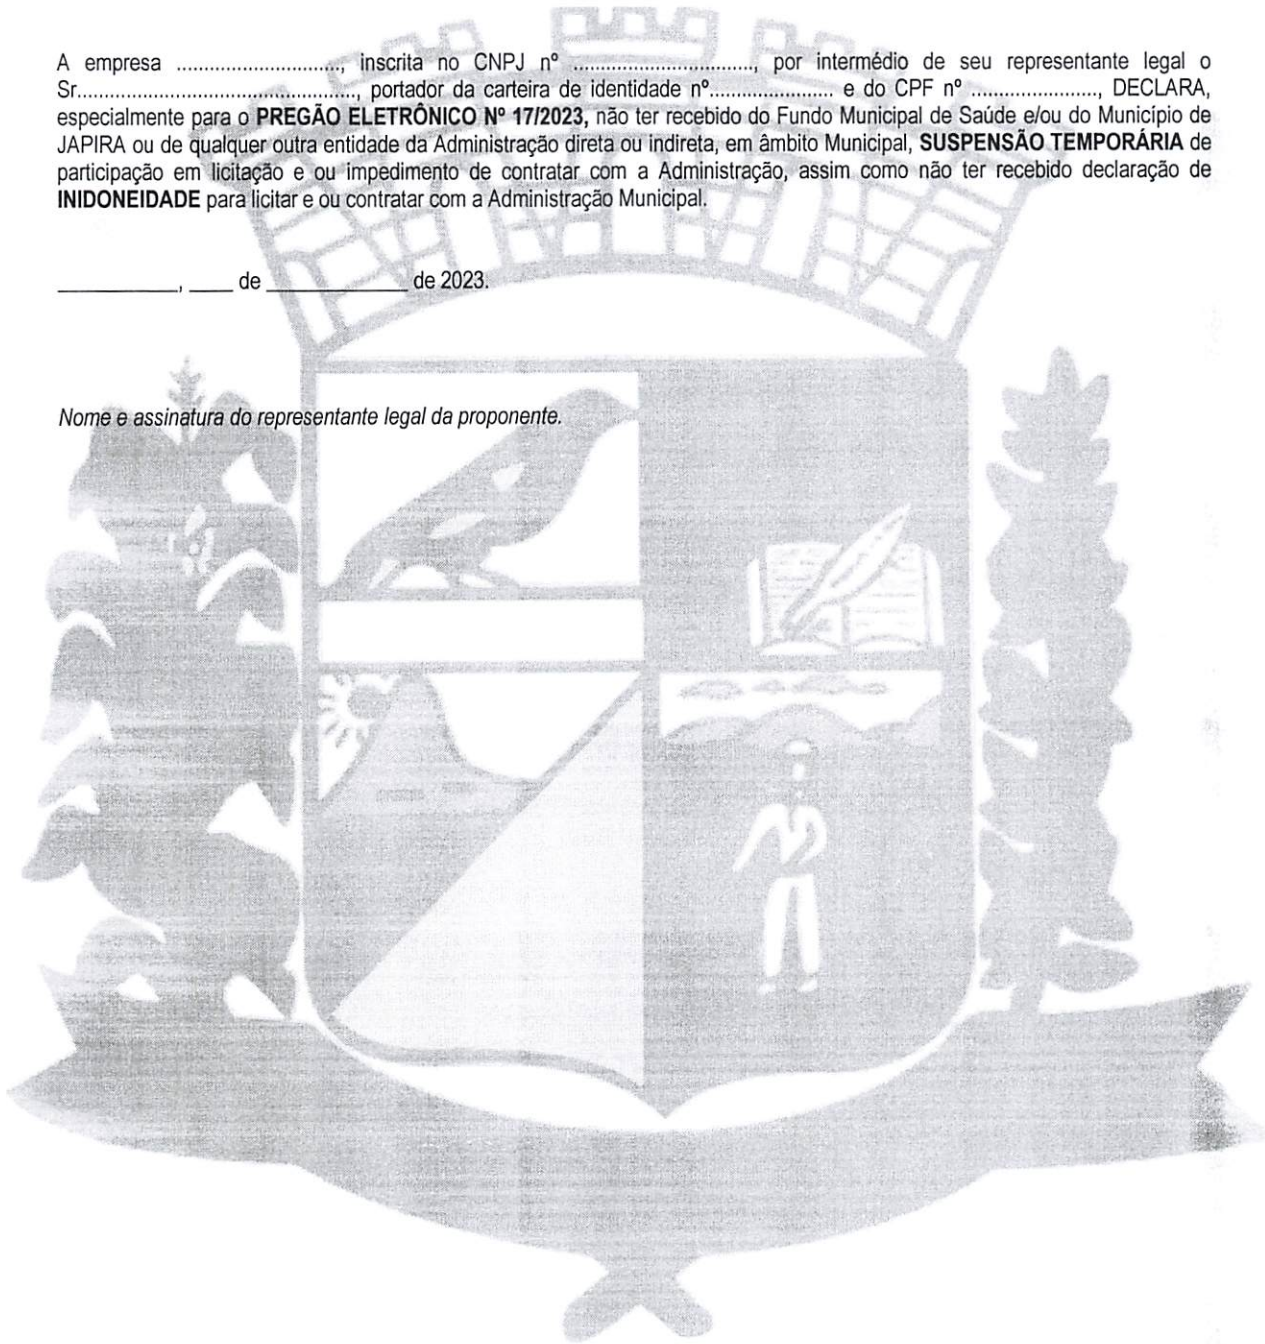 A empresa ............................., inscrita no CNPJ nº ................................, por intermédio de seu representante legal o
Sr.................................................., portador da carteira de identidade nº...................... e do CPF nº ......................, DECLARA,
especialmente para o PREGÃO ELETRÔNICO Nº 17/2023, não ter recebido do Fundo Municipal de Saúde e/ou do Município de
JAPIRA ou de qualquer outra entidade da Administração direta ou indireta, em âmbito Municipal, SUSPENSÃO TEMPORÁRIA de
participação em licitação e ou impedimento de contratar com a Administração, assim como não ter recebido declaração de
INIDONEIDADE para licitar e ou contratar com a Administração Municipal.
____________, ____ de ______________ de 2023.
Nome e assinatura do representante legal da proponente.